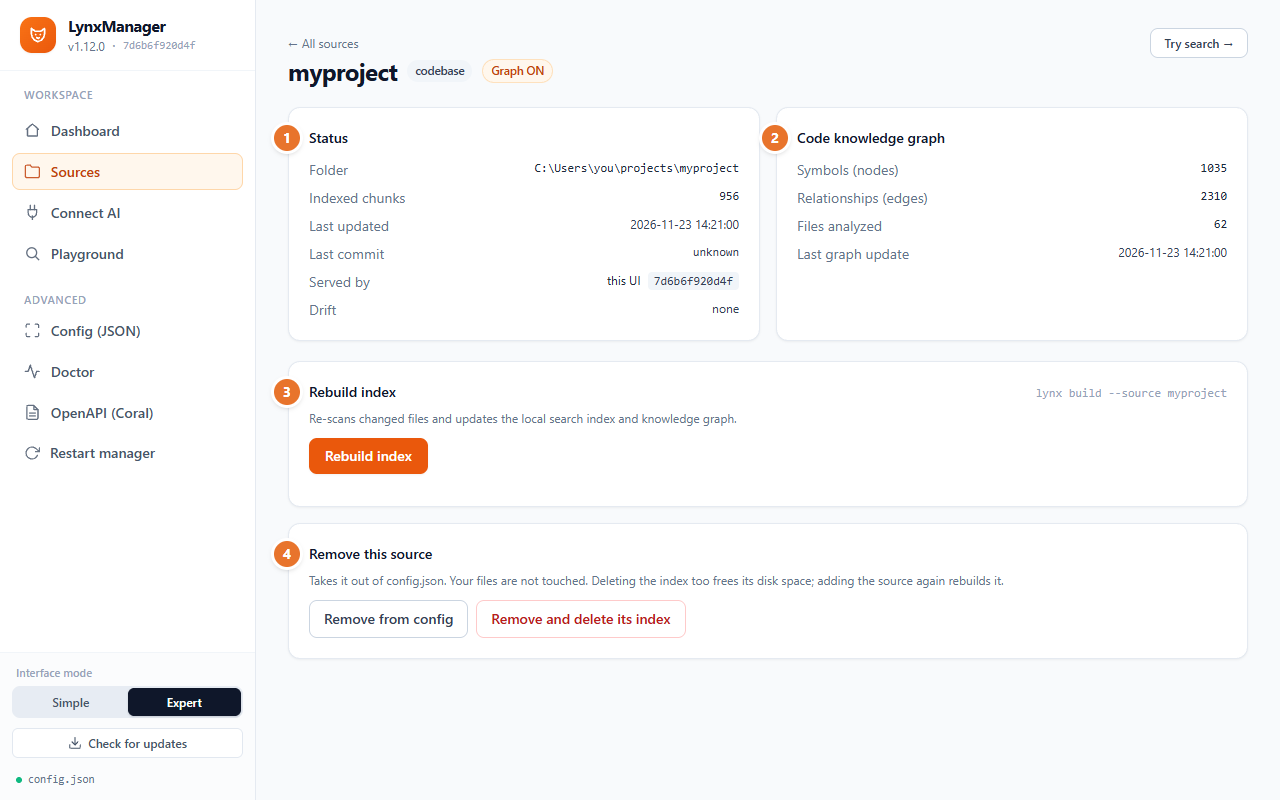 LynxManager
v1.12.0 · 7d6b6f920d4f
WORKSPACE
Dashboard
Sources
Connect AI
Playground
ADVANCED
Config (JSON)
Doctor
OpenAPI (Coral)
Restart manager
Interface mode
Simple Expert
Check for updates
config.json
← All sources
Try search →
myproject codebase Graph ON
1 Status
Folder C:\Users\you\projects\myproject
Indexed chunks 956
Last updated 2026-11-23 14:21:00
Last commit unknown
Served by this UI 7d6b6f920d4f
Drift none
2 Code knowledge graph
Symbols (nodes) 1035
Relationships (edges) 2310
Files analyzed 62
Last graph update 2026-11-23 14:21:00
3 Rebuild index lynx build --source myproject
Re-scans changed files and updates the local search index and knowledge graph.
Rebuild index
4 Remove this source
Takes it out of config.json. Your files are not touched. Deleting the index too frees its disk space; adding the source again rebuilds it.
Remove from config Remove and delete its index